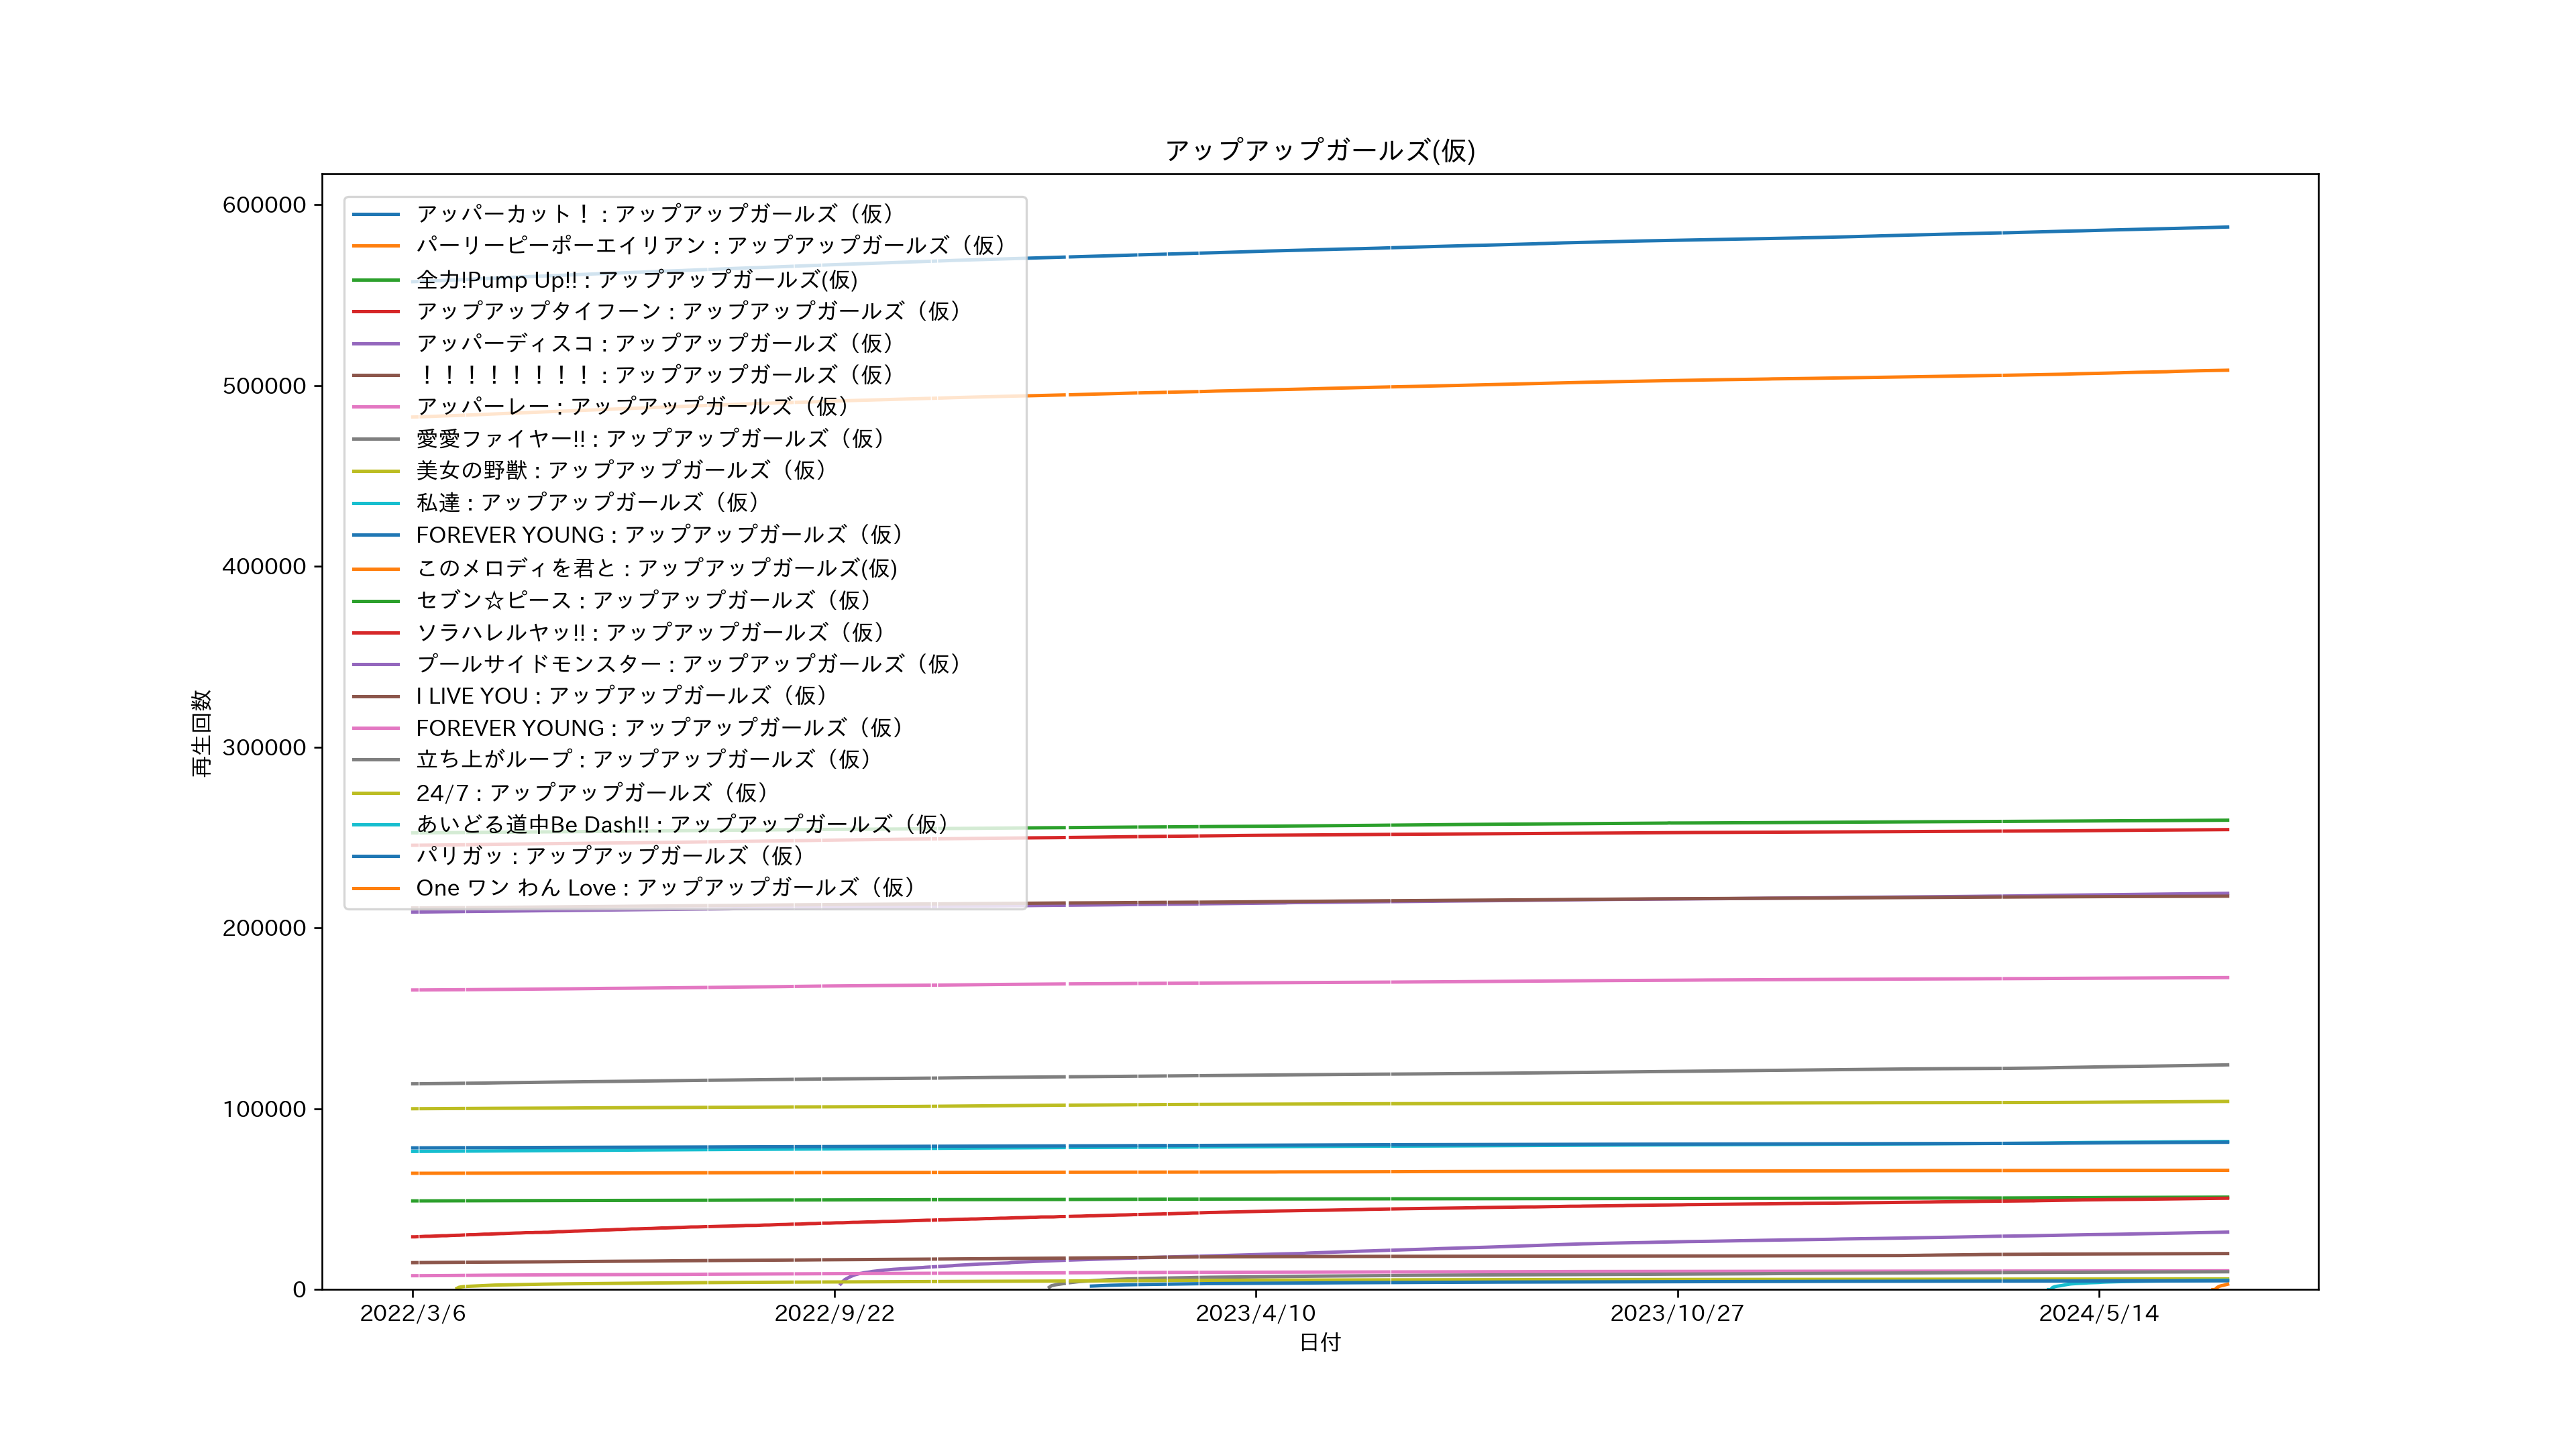 アップアップガールズ(仮)
600000
500000
400000
300000
200000
100000
0
再生回数
アッパーカット！ : アップアップガールズ（仮）
パーリーピーポーエイリアン : アップアップガールズ（仮）
全力!Pump Up!! : アップアップガールズ(仮)
アップアップタイフーン : アップアップガールズ（仮）
アッパーディスコ : アップアップガールズ（仮）
！！！！！！！！ : アップアップガールズ（仮）
アッパーレー : アップアップガールズ（仮）
愛愛ファイヤー!! : アップアップガールズ（仮）
美女の野獣 : アップアップガールズ（仮）
私達 : アップアップガールズ（仮）
FOREVER YOUNG : アップアップガールズ（仮）
このメロディを君と : アップアップガールズ(仮)
セブン☆ピース : アップアップガールズ（仮）
ソラハレルヤッ!! : アップアップガールズ（仮）
プールサイドモンスター : アップアップガールズ（仮）
I LIVE YOU : アップアップガールズ（仮）
FOREVER YOUNG : アップアップガールズ（仮）
立ち上がループ : アップアップガールズ（仮）
24/7 : アップアップガールズ（仮）
あいどる道中Be Dash!! : アップアップガールズ（仮）
パリガッ : アップアップガールズ（仮）
One ワン わん Love : アップアップガールズ（仮）
2022/3/6 2022/9/22 2023/4/10 2023/10/27 2024/5/14
日付